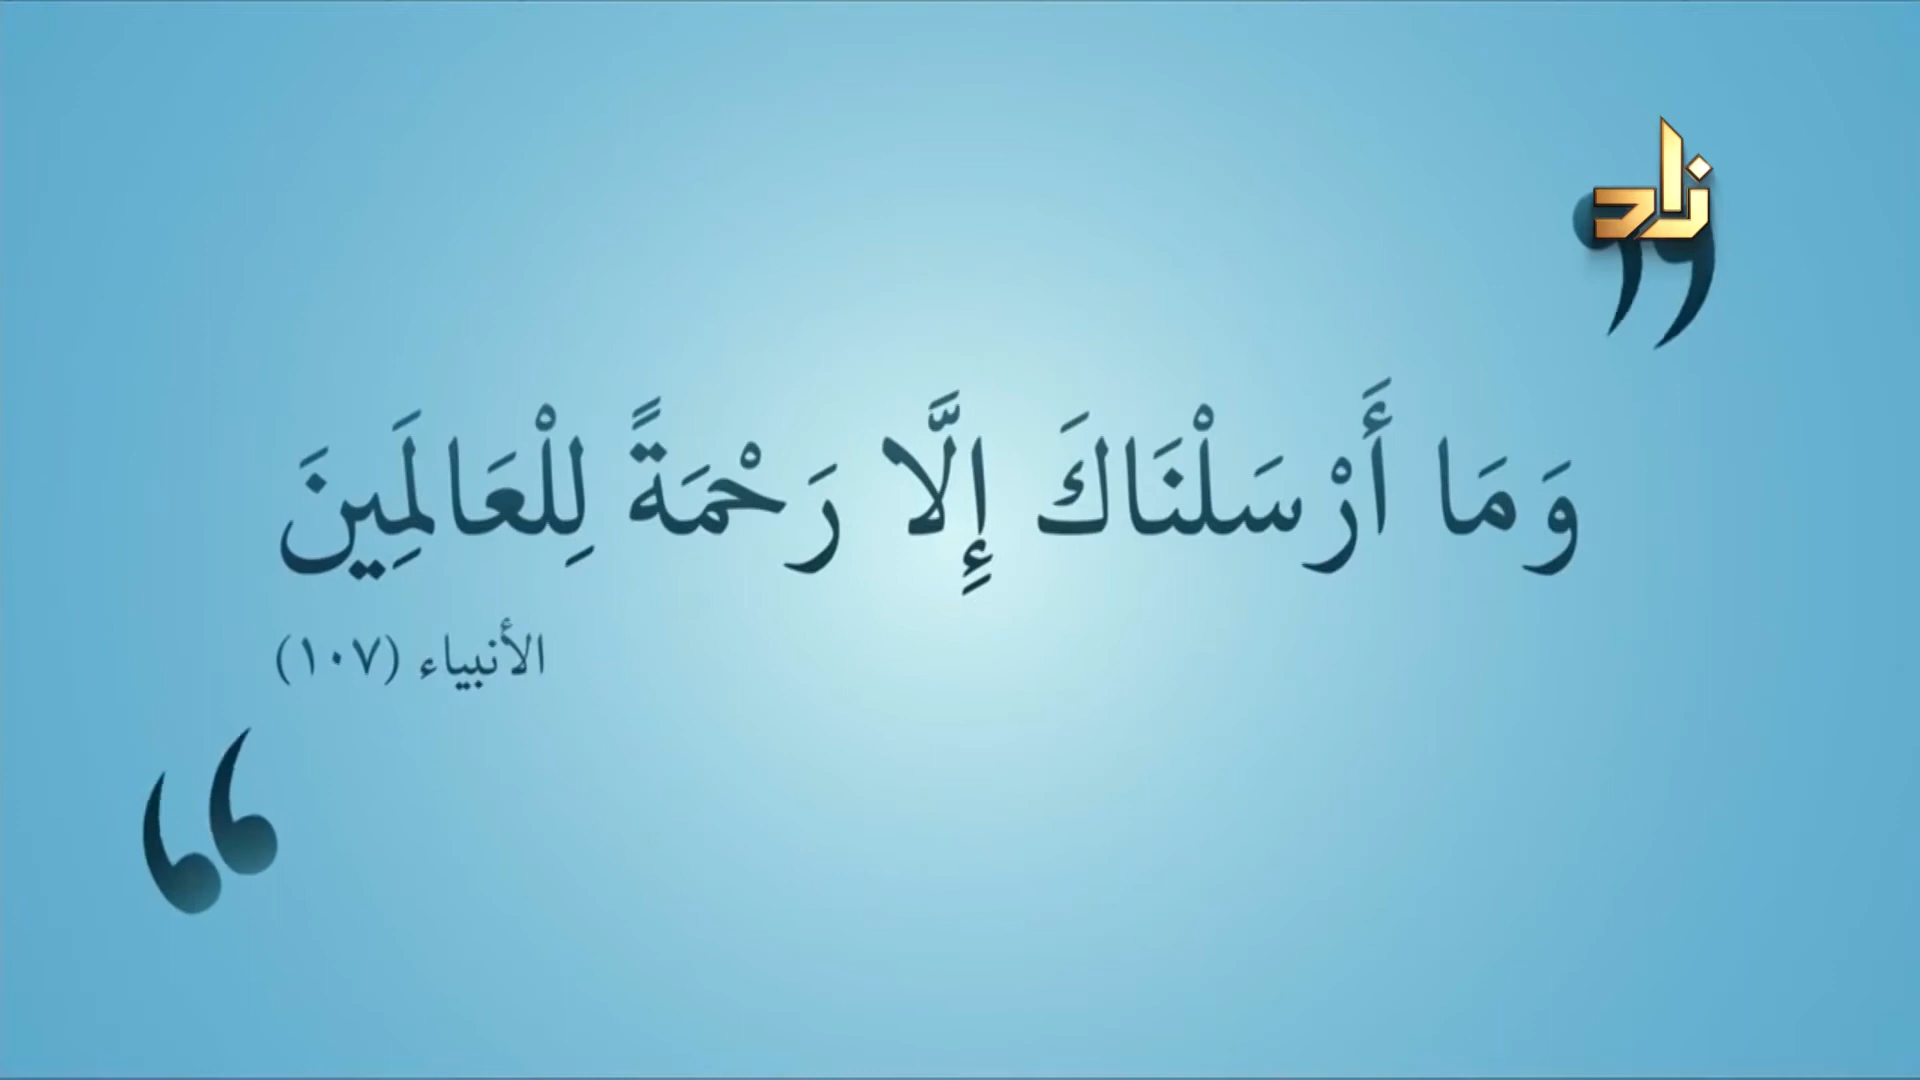 زاد
وَمَا أَرْسَلْنَاكَ إِلَّا رَحْمَةً لِلْعَالَمِينَ
الأنبياء (١٠٧)